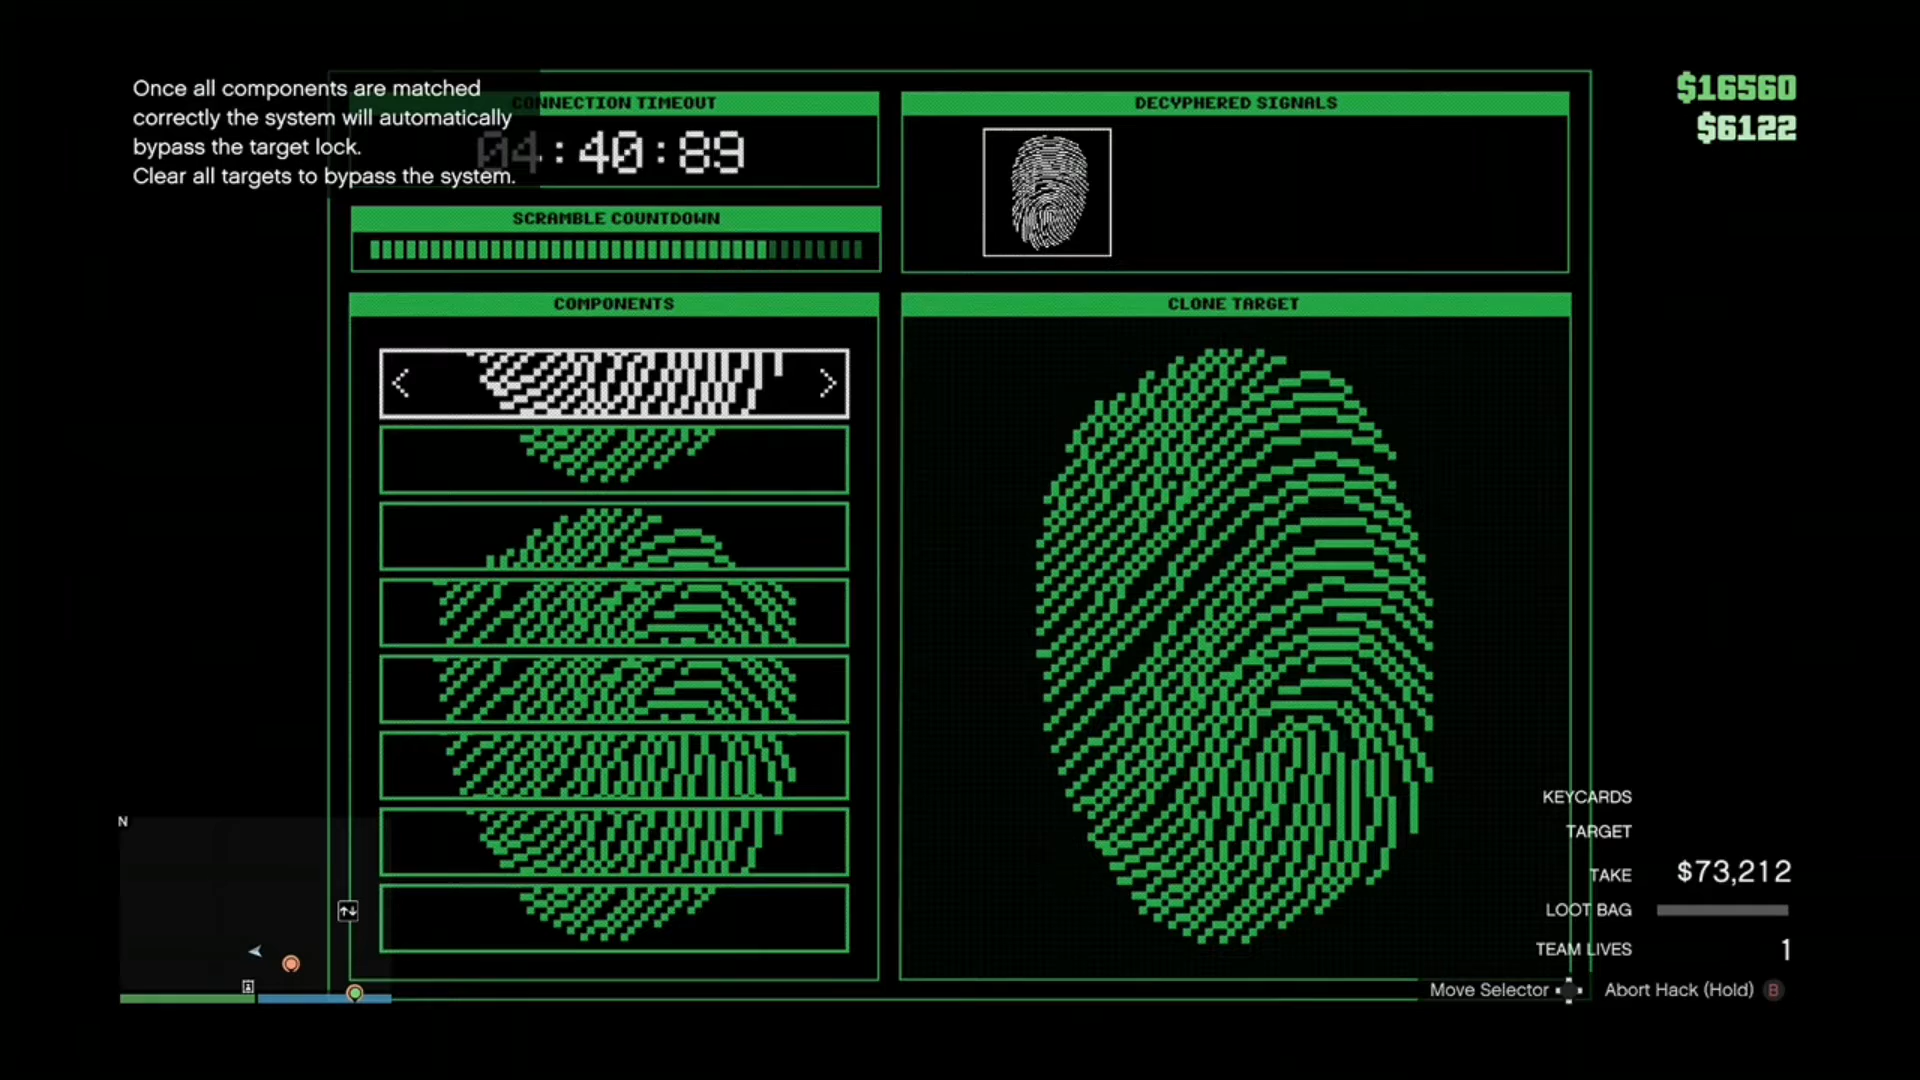 Once all components are matched
correctly the system will automatically
bypass the target lock.
Clear all targets to bypass the system.
CONNECTION TIMEOUT
04:40:89
SCRAMBLE COUNTDOWN
DECYPHERED SIGNALS
$16560
$6122
COMPONENTS
CLONE TARGET
N
KEYCARDS
TARGET
TAKE $73,212
LOOT BAG
TEAM LIVES 1
Move Selector
Abort Hack (Hold) B